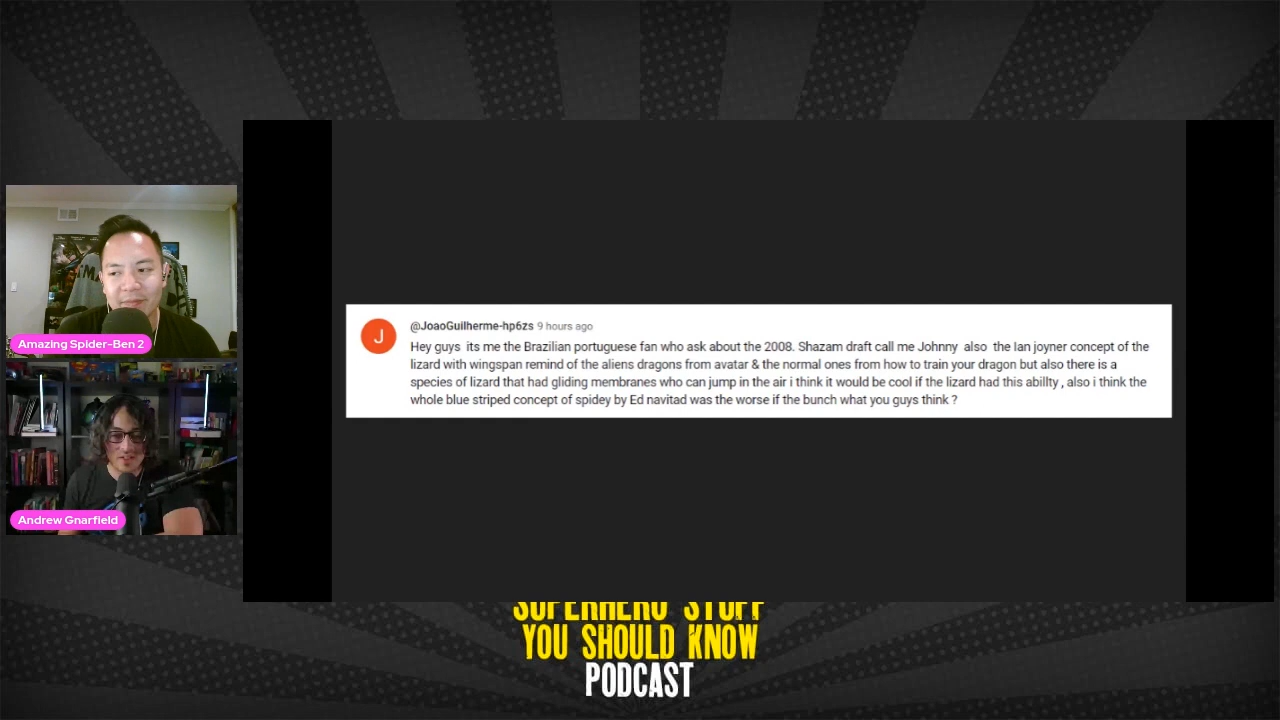 @JoaoGuilherme-hp6zs 9 hours ago
J
Hey guys its me the Brazilian portuguese fan who ask about the 2008. Shazam draft call me Johnny also the Ian joyner concept of the
lizard with wingspan remind of the aliens dragons from avatar & the normal ones from how to train your dragon but also there is a
species of lizard that had gliding membranes who can jump in the air i think it would be cool if the lizard had this abillty , also i think the
whole blue striped concept of spidey by Ed navitad was the worse if the bunch what you guys think ?
Amazing Spider-Ben 2
Andrew Gnarfield
SUPERHERO STUFF
YOU SHOULD KNOW
PODCAST